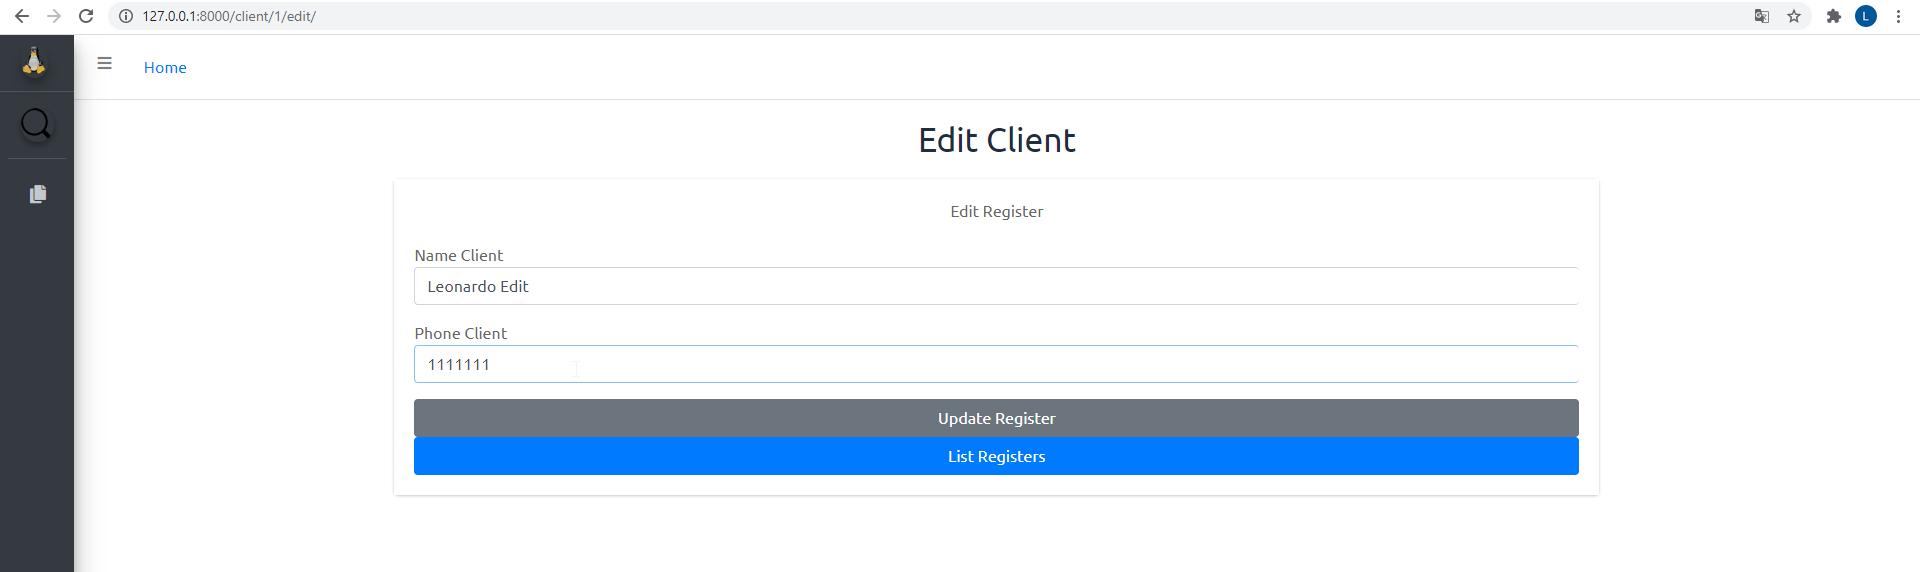 127.0.0.1:8000/client/1/edit/
L
Home
Edit Client
Edit Register
Name Client
Leonardo Edit
Phone Client
1111111
Update Register
List Registers